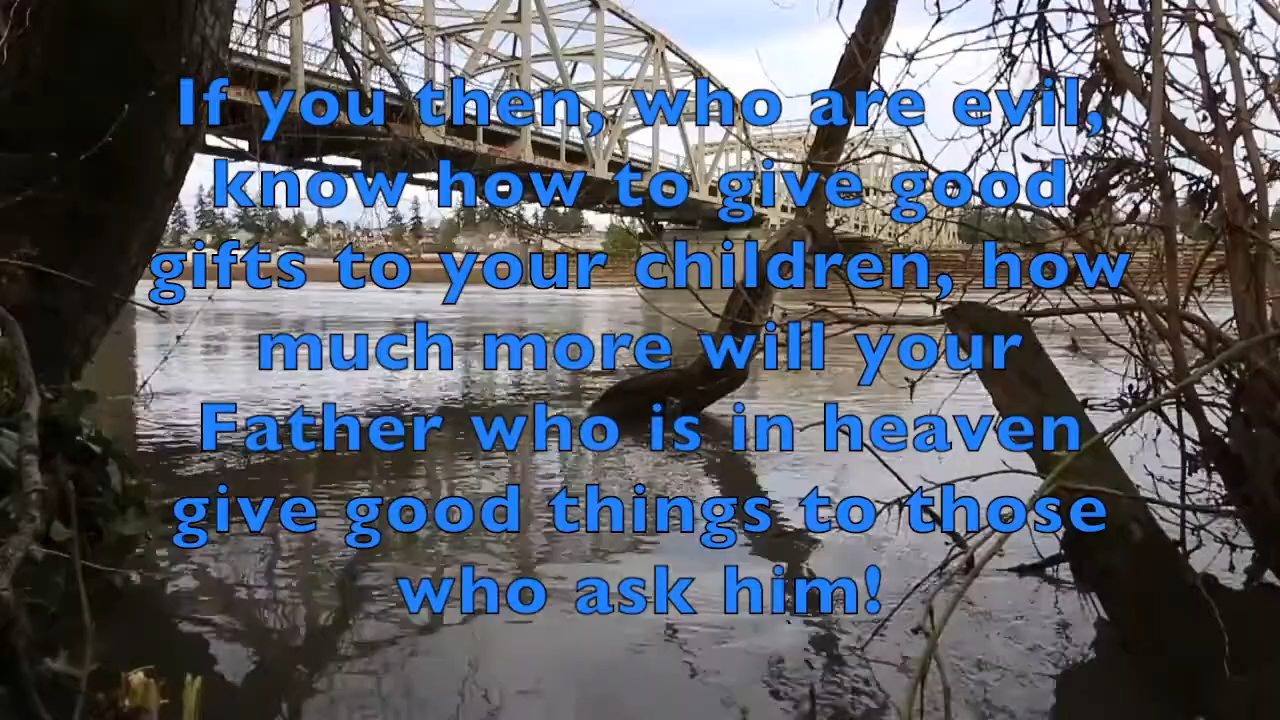 If you then, who are evil,
know how to give good
gifts to your children, how
much more will your
Father who is in heaven
give good things to those
who ask him!